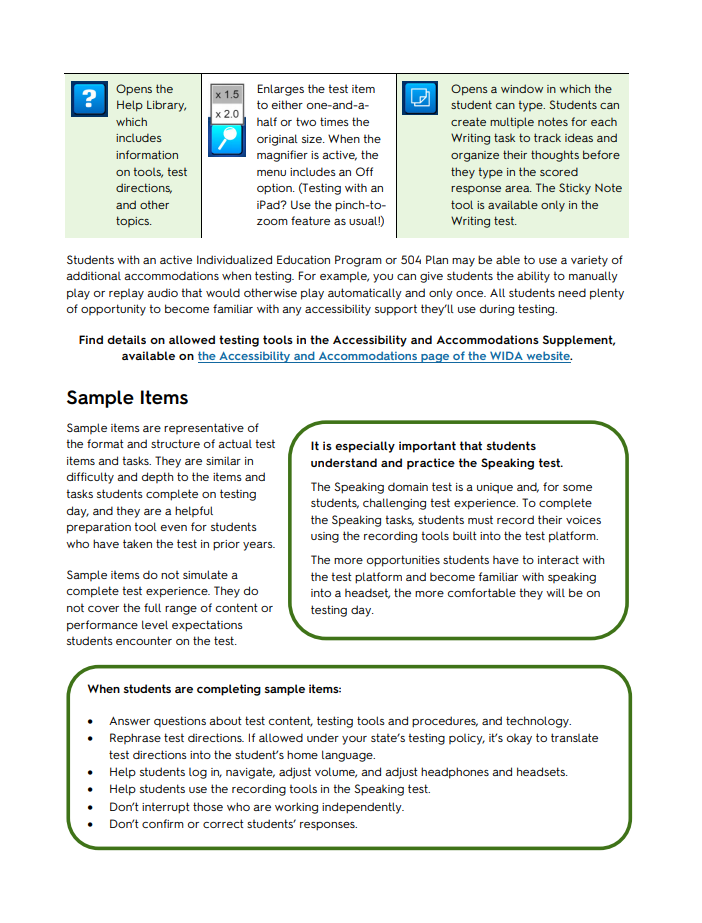 ?
Opens the
Help Library,
which
includes
information
on tools, test
directions,
and other
topics.
x 1.5
x 2.0
Enlarges the test item
to either one-and-a-
half or two times the
original size. When the
magnifier is active, the
menu includes an Off
option. (Testing with an
iPad? Use the pinch-to-
zoom feature as usual!)
Opens a window in which the
student can type. Students can
create multiple notes for each
Writing task to track ideas and
organize their thoughts before
they type in the scored
response area. The Sticky Note
tool is available only in the
Writing test.
Students with an active Individualized Education Program or 504 Plan may be able to use a variety of
additional accommodations when testing. For example, you can give students the ability to manually
play or replay audio that would otherwise play automatically and only once. All students need plenty
of opportunity to become familiar with any accessibility support they’ll use during testing.
Find details on allowed testing tools in the Accessibility and Accommodations Supplement,
available on the Accessibility and Accommodations page of the WIDA website.
Sample Items
Sample items are representative of
the format and structure of actual test
items and tasks. They are similar in
difficulty and depth to the items and
tasks students complete on testing
day, and they are a helpful
preparation tool even for students
who have taken the test in prior years.
Sample items do not simulate a
complete test experience. They do
not cover the full range of content or
performance level expectations
students encounter on the test.
It is especially important that students
understand and practice the Speaking test.
The Speaking domain test is a unique and, for some
students, challenging test experience. To complete
the Speaking tasks, students must record their voices
using the recording tools built into the test platform.
The more opportunities students have to interact with
the test platform and become familiar with speaking
into a headset, the more comfortable they will be on
testing day.
When students are completing sample items:
• Answer questions about test content, testing tools and procedures, and technology.
• Rephrase test directions. If allowed under your state’s testing policy, it’s okay to translate
test directions into the student’s home language.
• Help students log in, navigate, adjust volume, and adjust headphones and headsets.
• Help students use the recording tools in the Speaking test.
• Don’t interrupt those who are working independently.
• Don’t confirm or correct students’ responses.